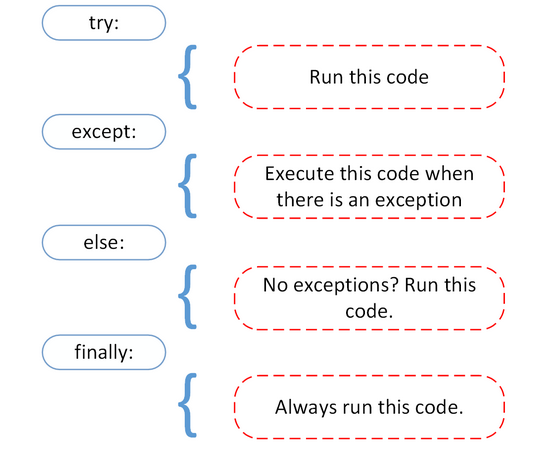 try:
Run this code
except:
Execute this code when
there is an exception
else:
No exceptions? Run this
code.
finally:
Always run this code.